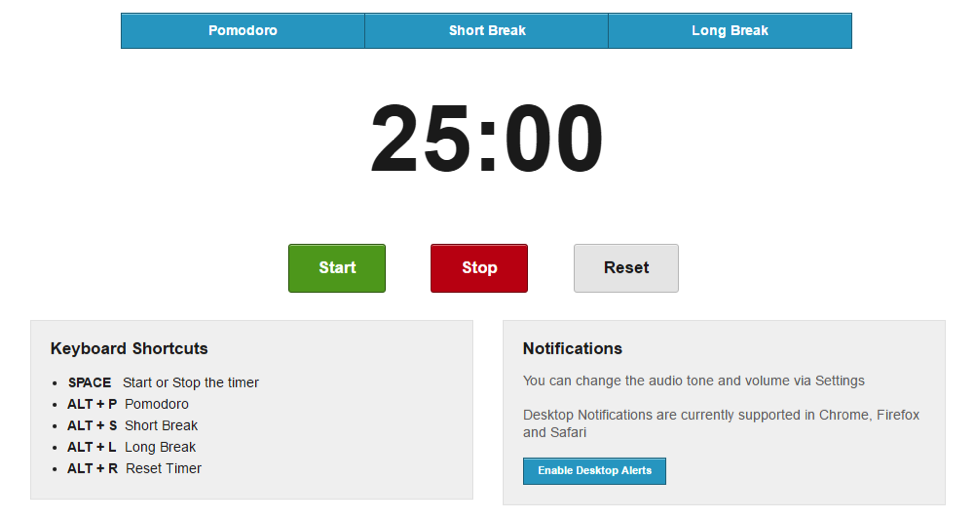 Pomodoro Short Break Long Break
25:00
Start Stop Reset
Keyboard Shortcuts
SPACE Start or Stop the timer
ALT + P Pomodoro
ALT + S Short Break
ALT + L Long Break
ALT + R Reset Timer
Notifications
You can change the audio tone and volume via Settings
Desktop Notifications are currently supported in Chrome, Firefox
and Safari
Enable Desktop Alerts